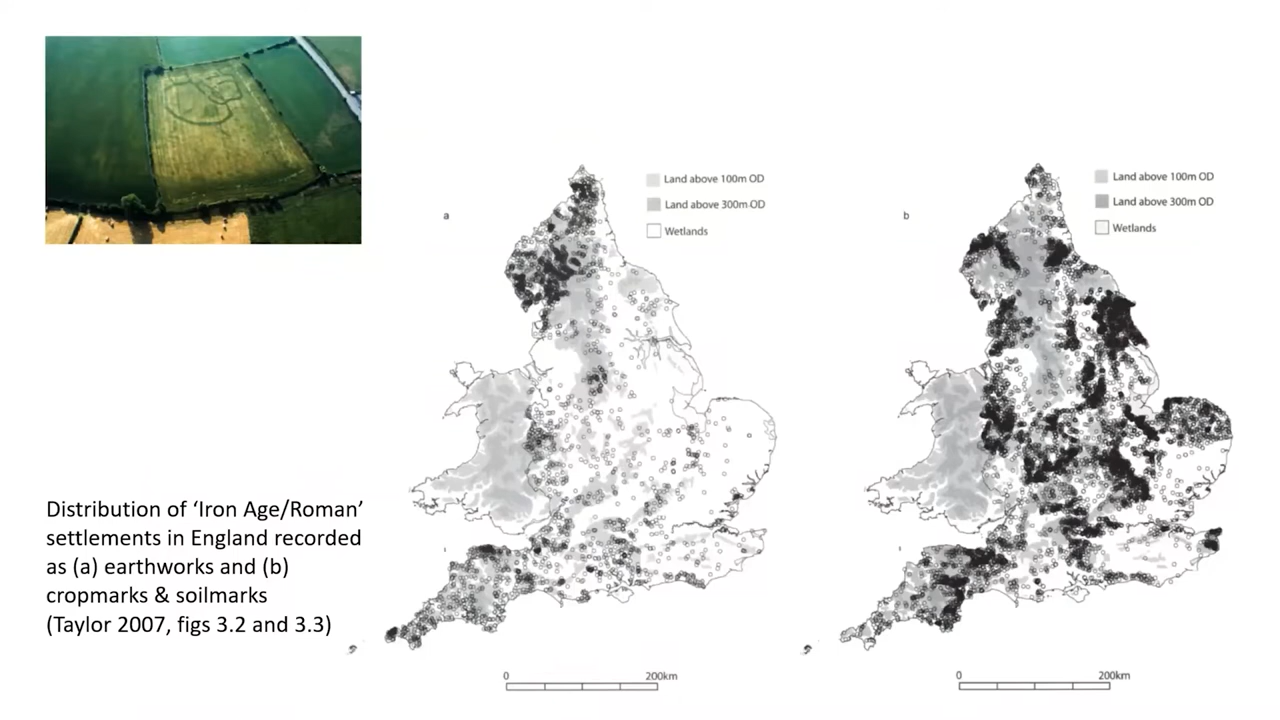 a
Land above 100m OD
Land above 300m OD
Wetlands
b
Land above 100m OD
Land above 300m OD
Wetlands
Distribution of ‘Iron Age/Roman’
settlements in England recorded
as (a) earthworks and (b)
cropmarks & soilmarks
(Taylor 2007, figs 3.2 and 3.3)
0 200km
0 200km